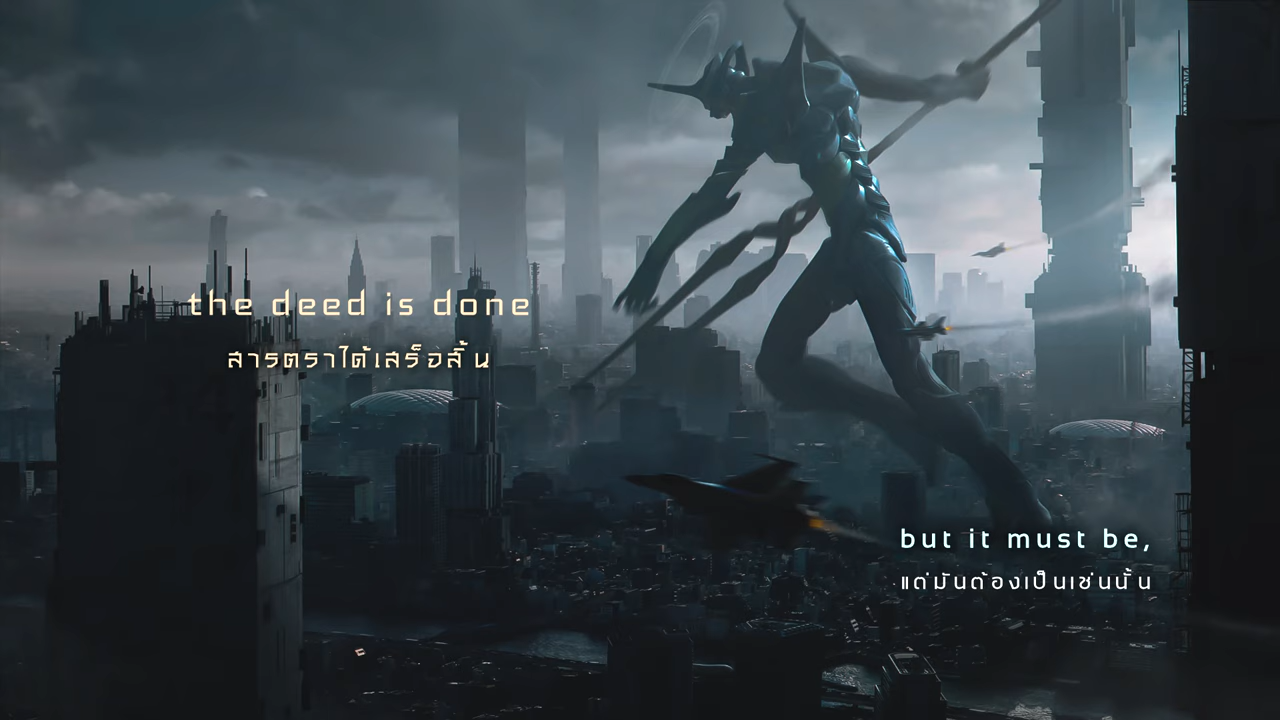 the deed is done
สารตราได้เสร็จสิ้น
but it must be,
แต่มันต้องเป็นเช่นนั้น